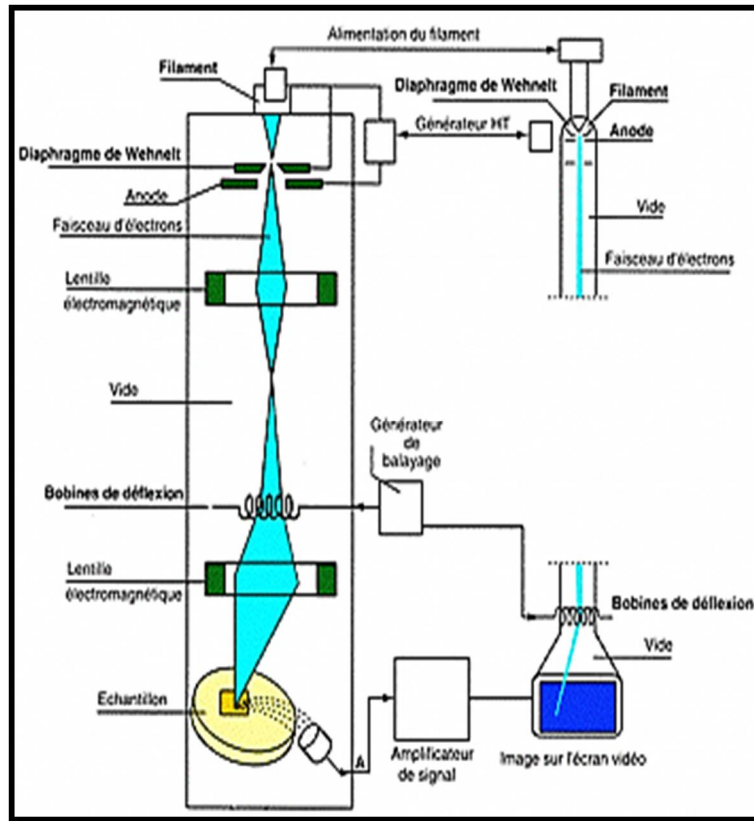 Alimentation du filament
Filament
Diaphragme de Wehnelt
Filament
Générateur HT
Anode
Diaphragme de Wehnelt
Anode
Vide
Faisceau d'électrons
Faisceau d'électrons
Lentille
électromagnétique
Vide
Générateur
de
balayage
Bobines de déflexion
Lentille
électromagnétique
Bobines de déflexion
Vide
Echantillon
A
Amplificateur
de signal
Image sur l'écran vidéo